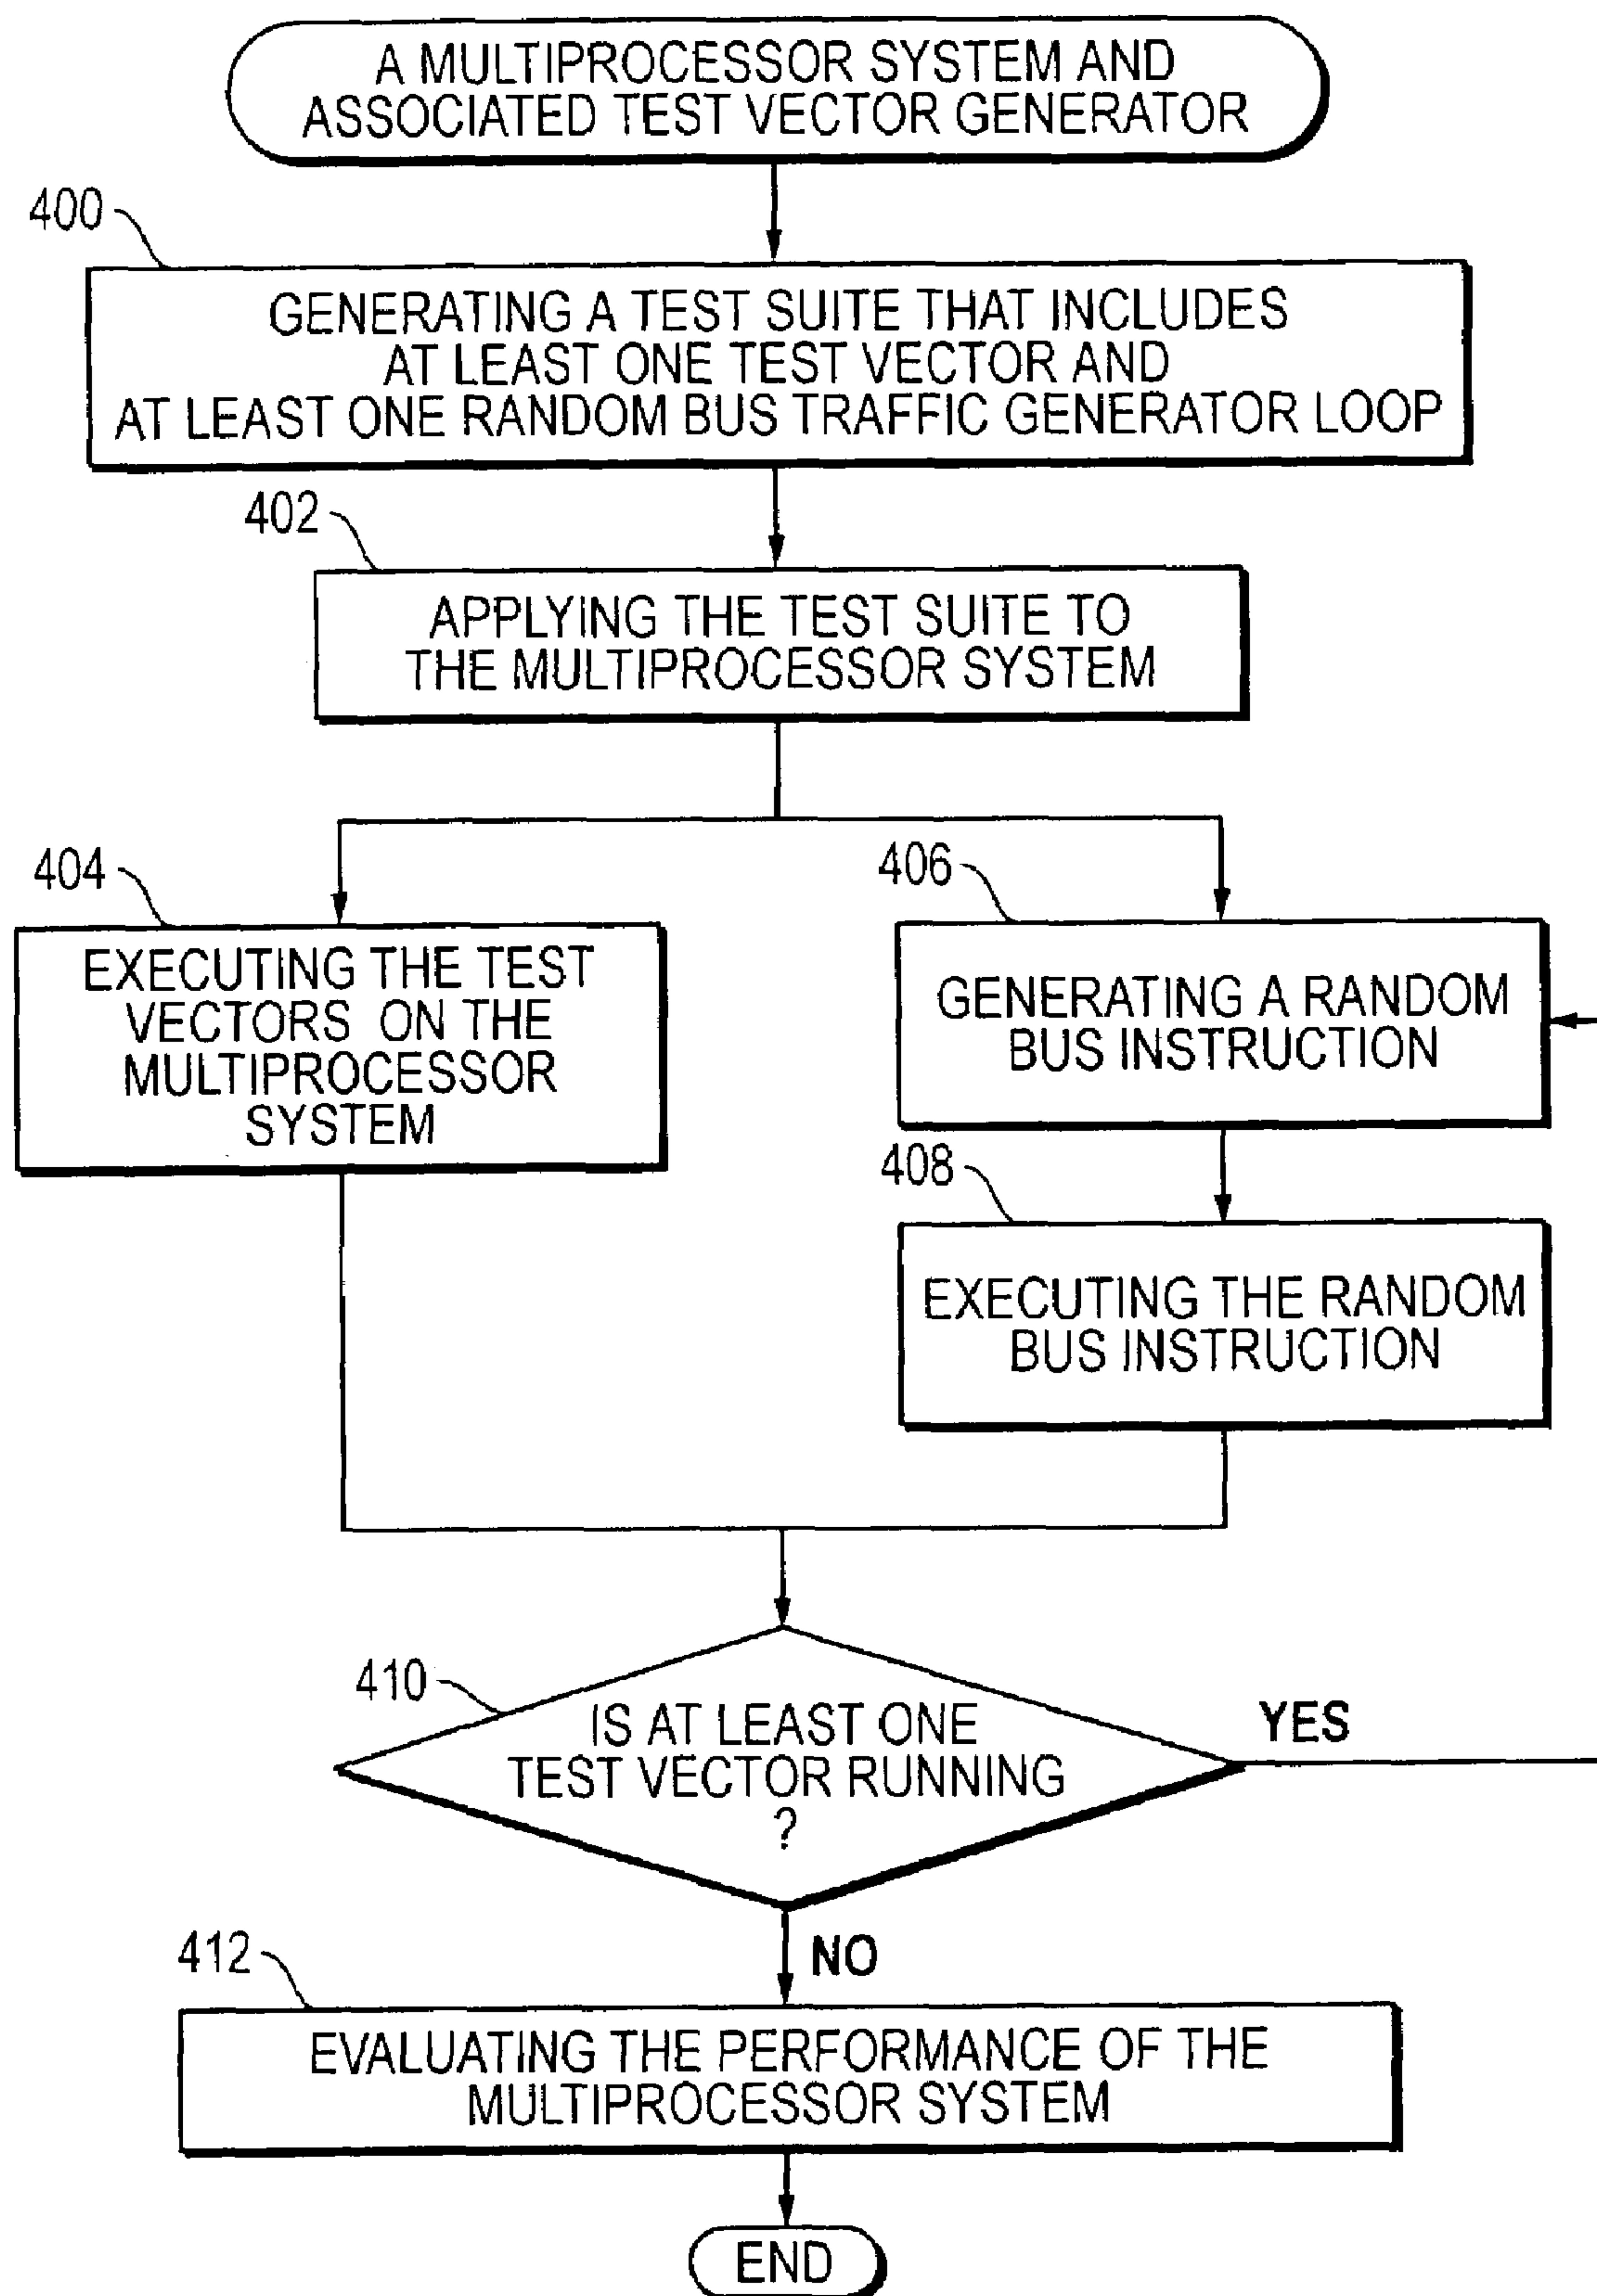 A MULTIPROCESSOR SYSTEM AND
ASSOCIATED TEST VECTOR GENERATOR
400
GENERATING A TEST SUITE THAT INCLUDES
AT LEAST ONE TEST VECTOR AND
AT LEAST ONE RANDOM BUS TRAFFIC GENERATOR LOOP
402
APPLYING THE TEST SUITE TO
THE MULTIPROCESSOR SYSTEM
404
EXECUTING THE TEST
VECTORS ON THE
MULTIPROCESSOR
SYSTEM
406
GENERATING A RANDOM
BUS INSTRUCTION
408
EXECUTING THE RANDOM
BUS INSTRUCTION
410
IS AT LEAST ONE
TEST VECTOR RUNNING
?
YES
NO
412
EVALUATING THE PERFORMANCE OF THE
MULTIPROCESSOR SYSTEM
END